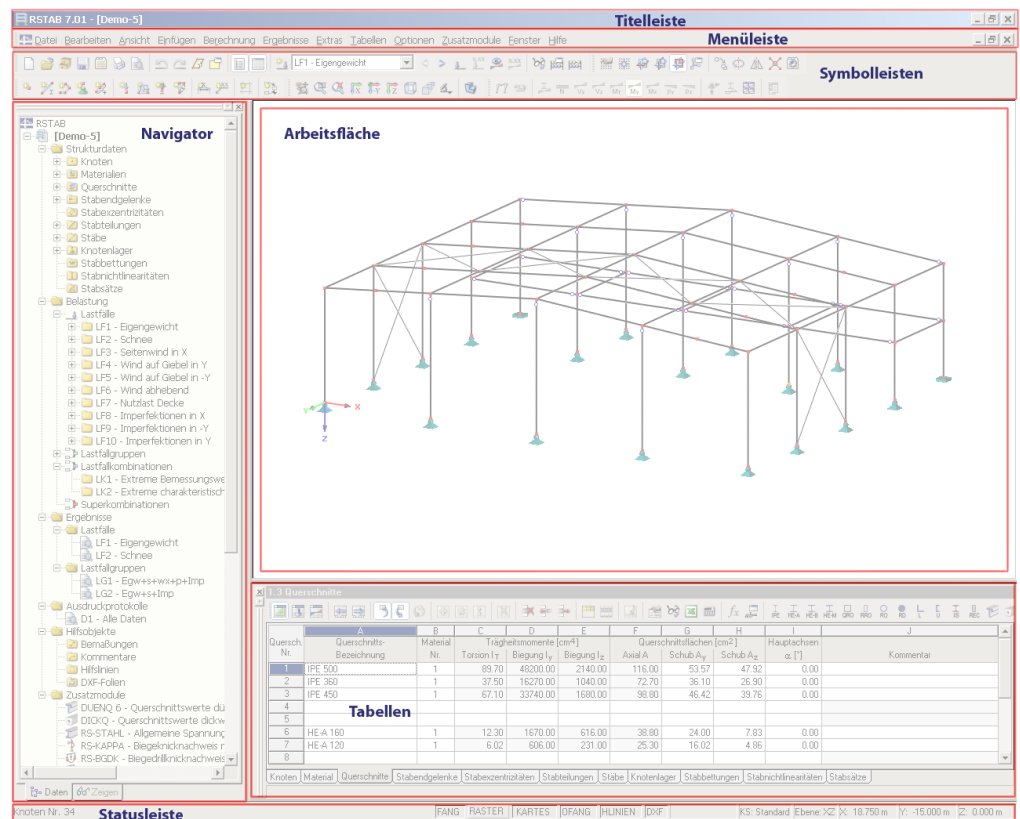 RSTAB 7.01 - [Demo-5]
Titelleiste
Datei Bearbeiten Ansicht Einfügen Berechnung Ergebnisse Extras Tabellen Optionen Zusatzmodule Fenster Hilfe
Menüleiste
LF1 - Eigengewicht
Symbolleisten
Navigator
RSTAB
[Demo-5]
Strukturdaten
Knoten
Materialien
Querschnitte
Stabendgelenke
Stabexzentrizitäten
Stabteilungen
Stäbe
Knotenlager
Stabbettungen
Stabnichtlinearitäten
Stabsätze
Belastung
Lastfälle
LF1 - Eigengewicht
LF2 - Schnee
LF3 - Seitenwind in X
LF4 - Wind auf Giebel in Y
LF5 - Wind auf Giebel in -Y
LF6 - Wind abhebend
LF7 - Nutzlast Decke
LF8 - Imperfektionen in X
LF9 - Imperfektionen in -Y
LF10 - Imperfektionen in Y
Lastfallgruppen
Lastfallkombinationen
LK1 - Extreme Bemessungswe
LK2 - Extreme charakteristisch
Superkombinationen
Ergebnisse
Lastfälle
LF1 - Eigengewicht
LF2 - Schnee
Lastfallgruppen
LG1 - Egw+s+wx+p+Imp
LG2 - Egw+s+Imp
Ausdruckprotokolle
D1 - Alle Daten
Hilfsobjekte
Bemaßungen
Kommentare
Hilfslinien
DXF-Folien
Zusatzmodule
DUENQ 6 - Querschnittswerte dü
DICKQ - Querschnittswerte dickw
RS-STAHL - Allgemeine Spannung
RS-KAPPA - Biegeknicknachweis r
RS-BGDK - Biegedrillknicknachweis
Daten Zeigen
Arbeitsfläche
X
Y
Z
1.3 Querschnitte
A B C D E F G H I J
Quersch. Querschnitts- Material Trägheitsmomente [cm4] Querschnittsflächen [cm2] Hauptachsen
Nr. Bezeichnung Nr. Torsion IT Biegung Iy Biegung Iz Axial A Schub Ay Schub Az α [°] Kommentar
1 IPE 500 1 89.70 48200.00 2140.00 116.00 53.57 47.92 0.00
2 IPE 360 1 37.50 16270.00 1040.00 72.70 36.10 26.90 0.00
3 IPE 450 1 67.10 33740.00 1680.00 98.80 46.42 39.76 0.00
4
5
Tabellen
6 HE-A 160 1 12.30 1670.00 616.00 38.80 24.00 7.83 0.00
7 HE-A 120 1 6.02 606.00 231.00 25.30 16.02 4.86 0.00
8
Knoten Material Querschnitte Stabendgelenke Stabexzentrizitäten Stabteilungen Stäbe Knotenlager Stabbettungen Stabnichtlinearitäten Stabsätze
Knoten Nr. 34
Statusleiste
FANG RASTER KARTES OFANG HLINIEN DXF
KS: Standard Ebene: XZ X: 18.750 m Y: -15.000 m Z: 0.000 m